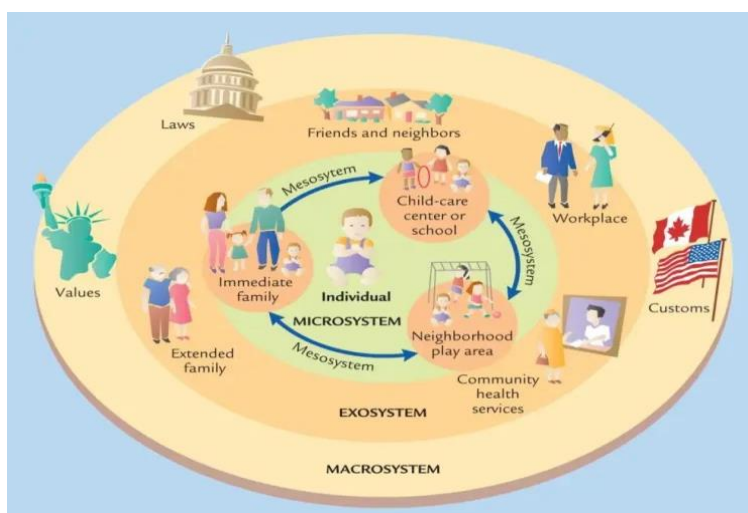 Laws
Friends and neighbors
Mesosytem
Child-care
center or
school
Workplace
Values
Immediate
family
Individual
MICROSYSTEM
Mesosystem
Neighborhood
play area
Customs
Extended
family
Mesosystem
Community
health
services
EXOSYSTEM
MACROSYSTEM